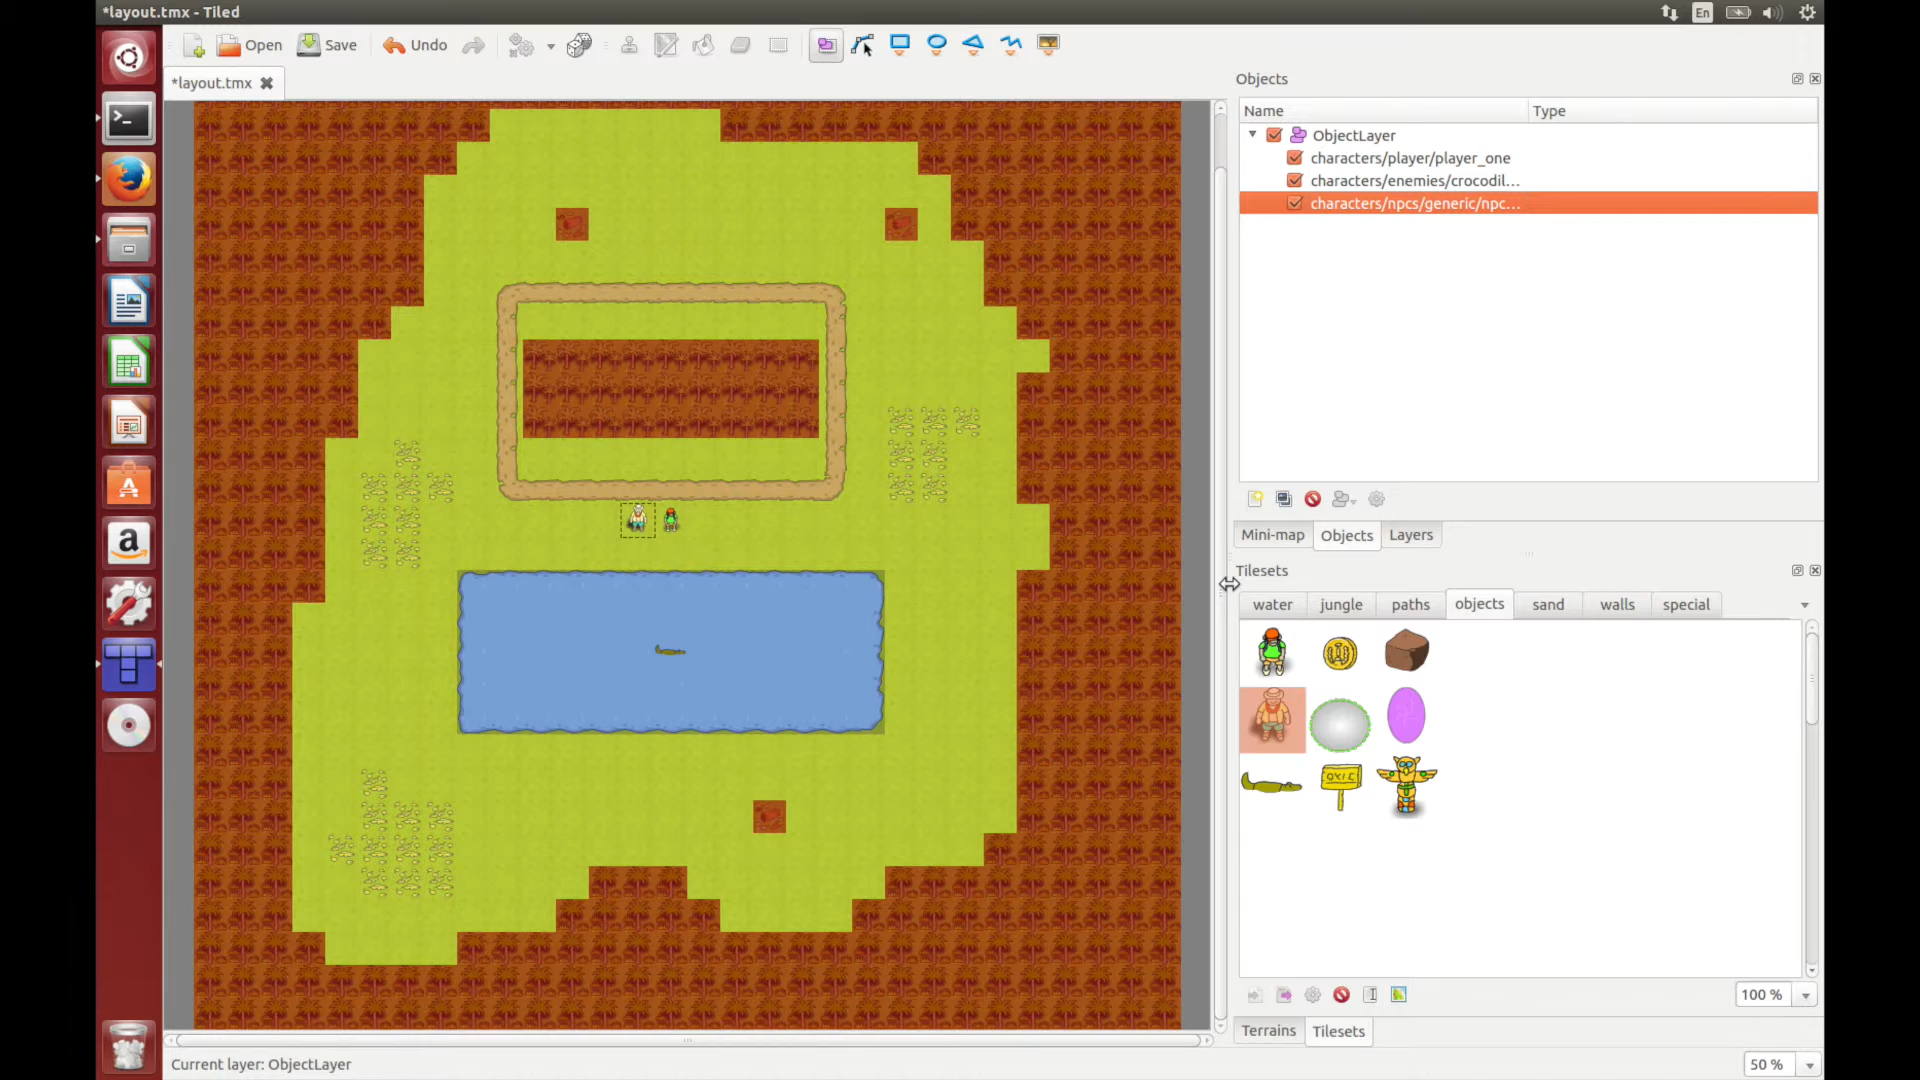 *layout.tmx - Tiled
En
Open
Save
Undo
*layout.tmx
Objects
Name
Type
ObjectLayer
characters/player/player_one
characters/enemies/crocodil...
characters/npcs/generic/npc...
Mini-map
Objects
Layers
Tilesets
water
jungle
paths
objects
sand
walls
special
100 %
Terrains
Tilesets
Current layer: ObjectLayer
50 %